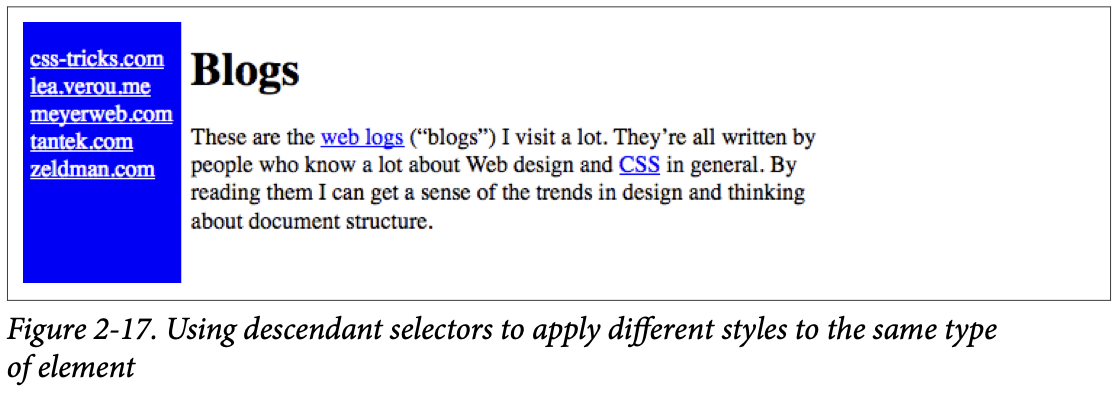 css-tricks.com
lea.verou.me
meyerweb.com
tantek.com
zeldman.com
Blogs
These are the web logs (“blogs”) I visit a lot. They’re all written by
people who know a lot about Web design and CSS in general. By
reading them I can get a sense of the trends in design and thinking
about document structure.
Figure 2-17. Using descendant selectors to apply different styles to the same type
of element